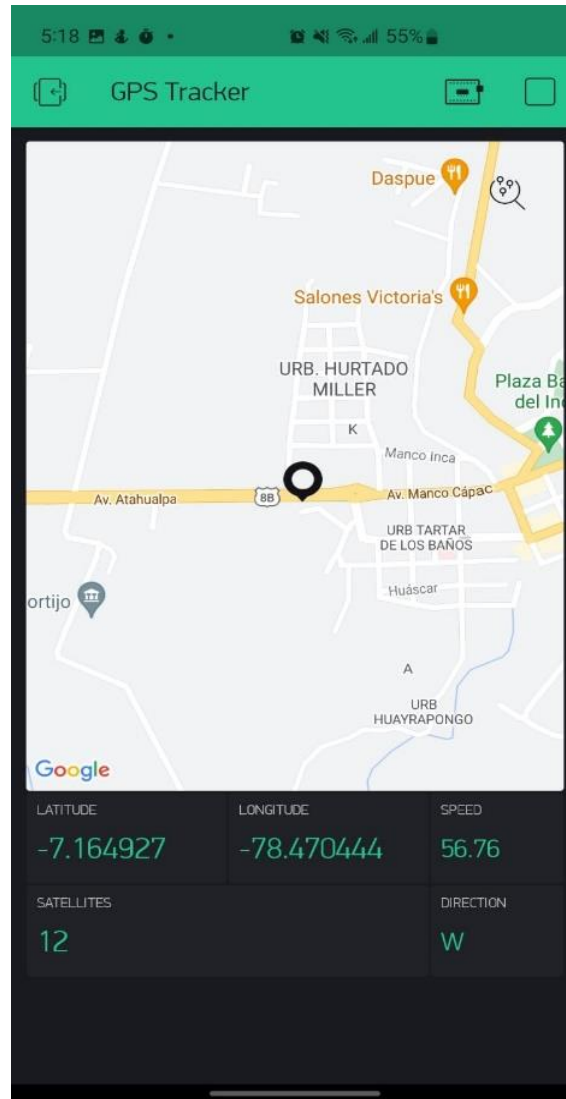 5:18
55%
GPS Tracker
Daspue
Salones Victoria's
URB. HURTADO
MILLER
Plaza Ba
del In
K
Manco Inca
Av. Atahualpa
8B
Av. Manco Cápac
URB TARTAR
DE LOS BAÑOS
ortijo
Huáscar
A
URB
HUAYRAPONGO
Google
LATITUDE
LONGITUDE
SPEED
-7.164927
-78.470444
56.76
SATELLITES
DIRECTION
12
W